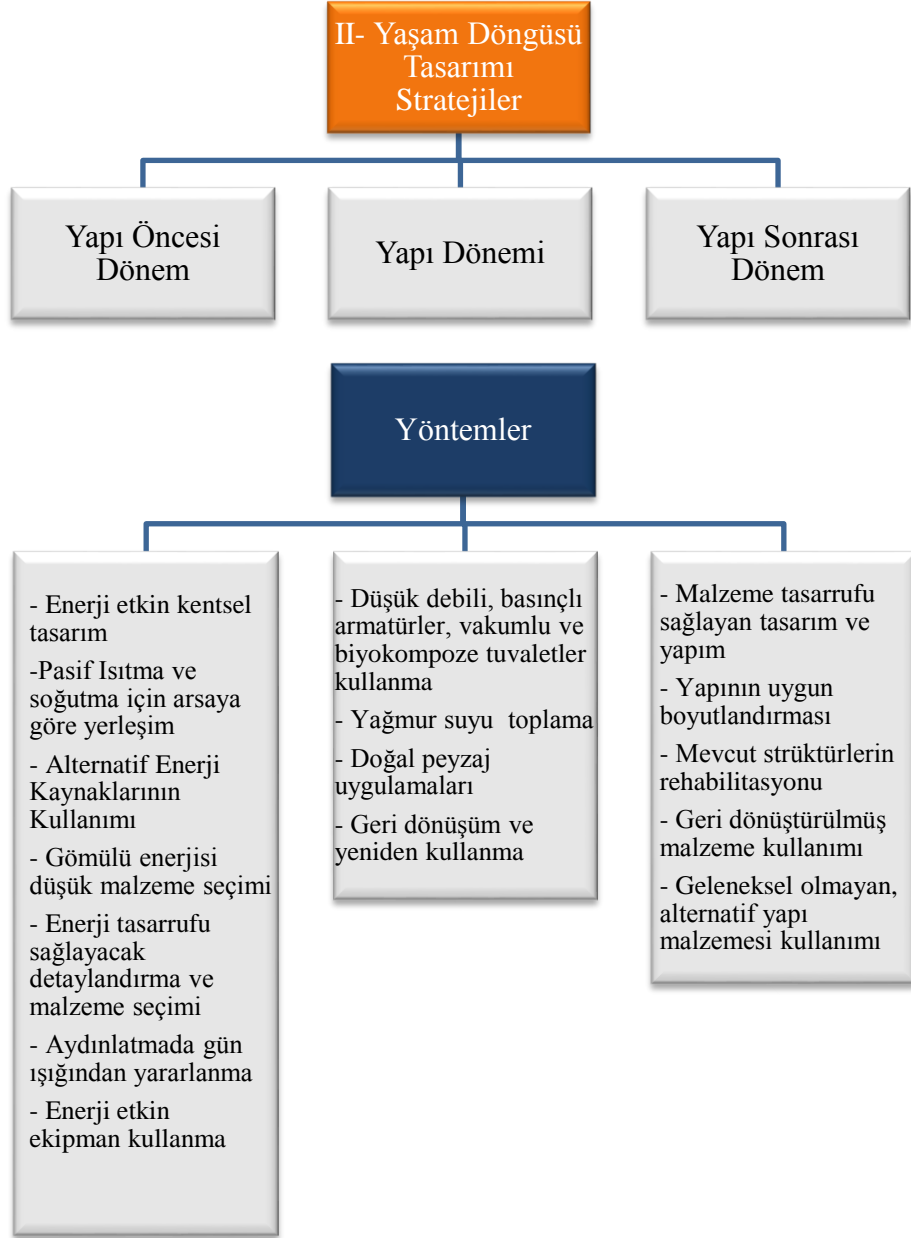 II- Yaşam Döngüsü
Tasarımı
Stratejiler
Yapı Öncesi
Dönem
Yapı Dönemi
Yapı Sonrası
Dönem
Yöntemler
- Enerji etkin kentsel
tasarım
-Pasif Isıtma ve
soğutma için arsaya
göre yerleşim
- Alternatif Enerji
Kaynaklarının
Kullanımı
- Gömülü enerjisi
düşük malzeme seçimi
- Enerji tasarrufu
sağlayacak
detaylandırma ve
malzeme seçimi
- Aydınlatmada gün
ışığından yararlanma
- Enerji etkin
ekipman kullanma
- Düşük debili, basınçlı
armatürler, vakumlu ve
biyokompoze tuvaletler
kullanma
- Yağmur suyu toplama
- Doğal peyzaj
uygulamaları
- Geri dönüşüm ve
yeniden kullanma
- Malzeme tasarrufu
sağlayan tasarım ve
yapım
- Yapının uygun
boyutlandırması
- Mevcut strüktürlerin
rehabilitasyonu
- Geri dönüştürülmüş
malzeme kullanımı
- Geleneksel olmayan,
alternatif yapı
malzemesi kullanımı